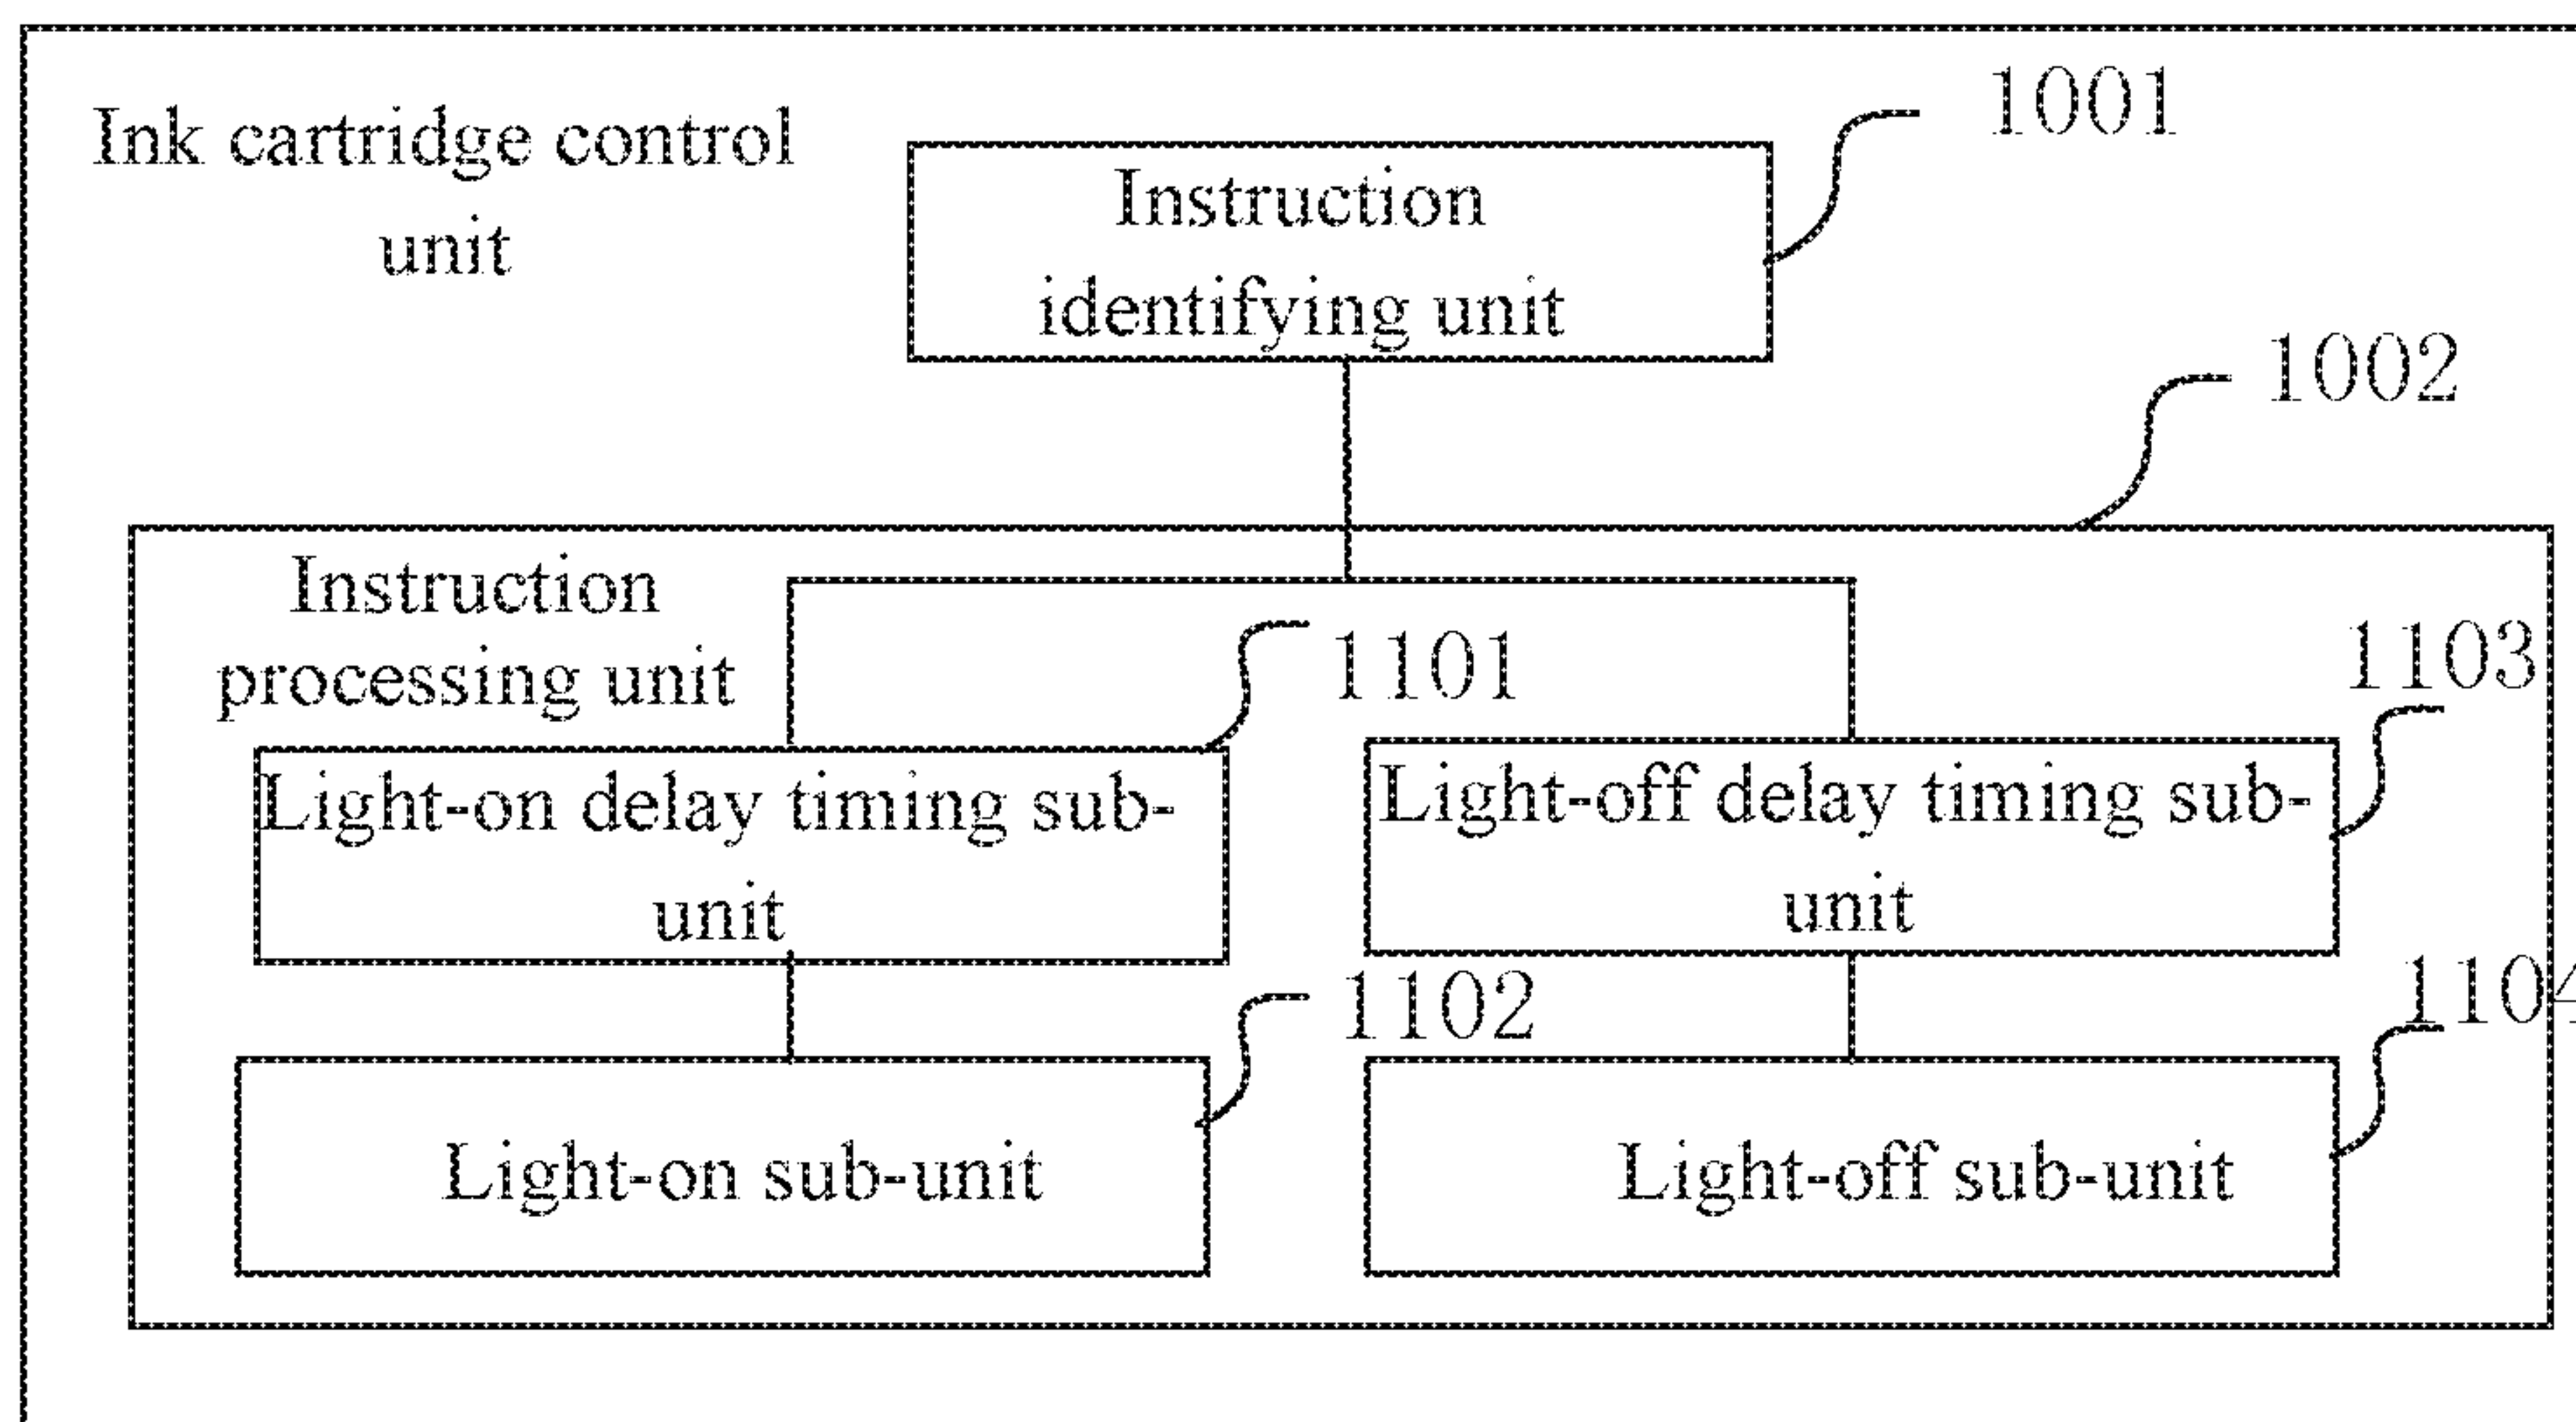 Ink cartridge control
unit
1001
Instruction
identifying unit
1002
Instruction
processing unit
1101
1103
Light-on delay timing sub-
unit
Light-off delay timing sub-
unit
1102
1104
Light-on sub-unit
Light-off sub-unit